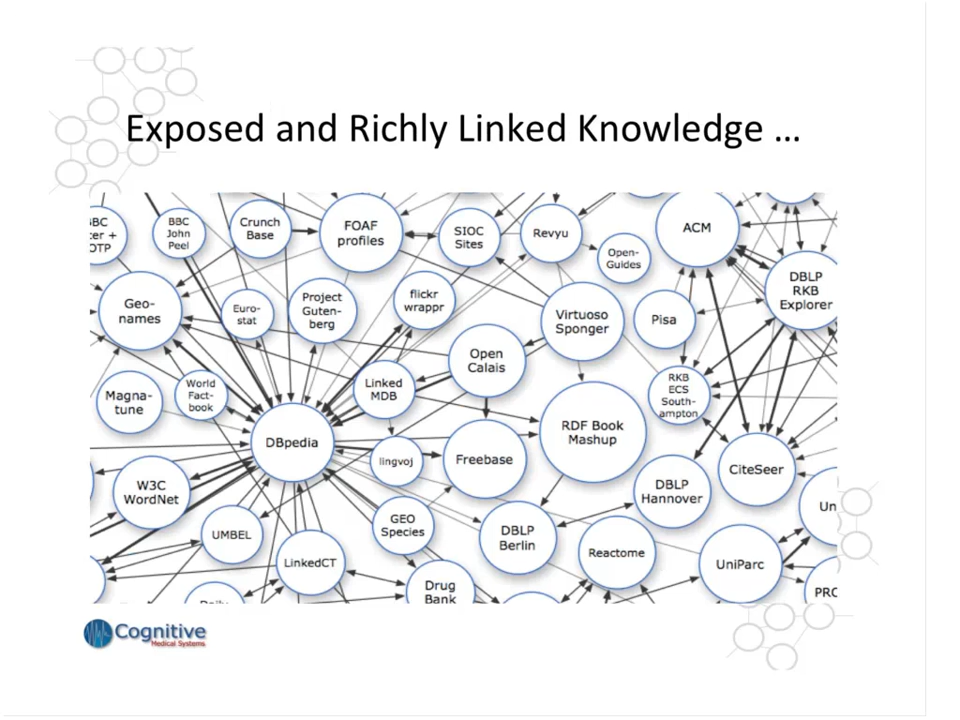 Exposed and Richly Linked Knowledge ...
BBC
John
Peel
Crunch
Base
FOAF
profiles
SIOC
Sites
Revyu
Open-
Guides
ACM
DBLP
RKB
Explorer
Geo-
names
Euro-
stat
Project
Guten-
berg
flickr
wrappr
Virtuoso
Sponger
Pisa
Open
Calais
Magna-
tune
World
Fact-
book
Linked
MDB
RKB
ECS
South-
ampton
RDF Book
Mashup
DBpedia
lingvoj
Freebase
CiteSeer
W3C
WordNet
DBLP
Hannover
Un
UMBEL
GEO
Species
DBLP
Berlin
LinkedCT
Reactome
UniParc
Drug
Bank
PRO
Cognitive
Medical Systems